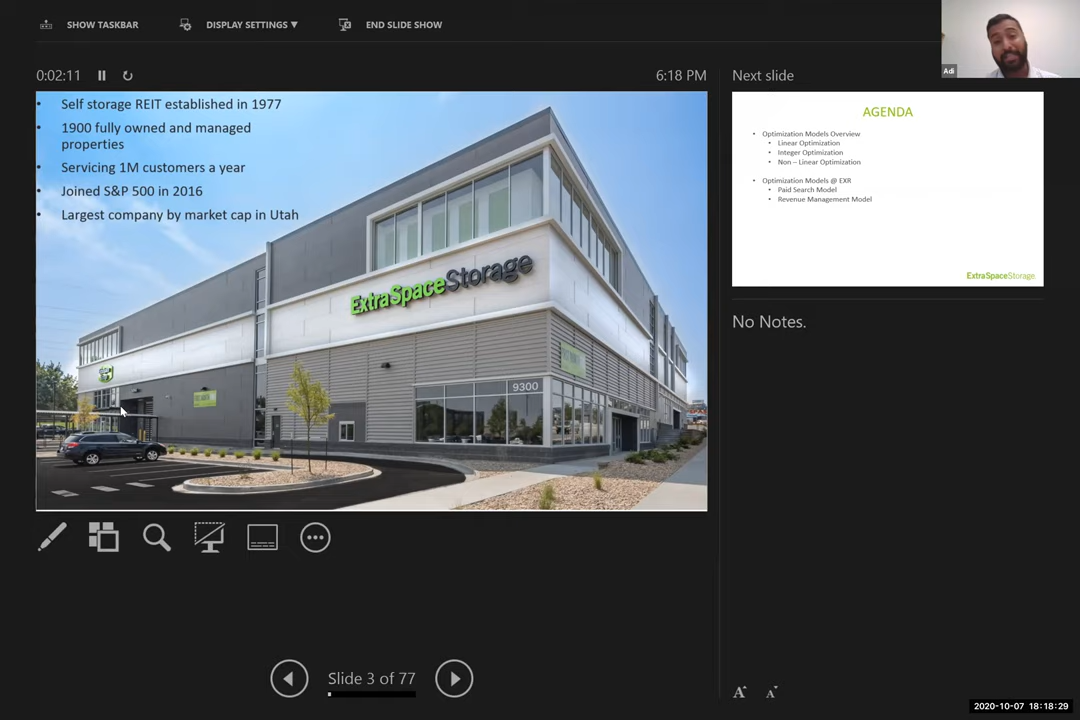 SHOW TASKBAR
DISPLAY SETTINGS ▼
END SLIDE SHOW
Adi
0:02:11
6:18 PM
Next slide
• Self storage REIT established in 1977
• 1900 fully owned and managed
properties
• Servicing 1M customers a year
• Joined S&P 500 in 2016
• Largest company by market cap in Utah
ExtraSpaceStorage
9300
AGENDA
• Optimization Models Overview
• Linear Optimization
• Integer Optimization
• Non – Linear Optimization
• Optimization Models @ EXR
• Paid Search Model
• Revenue Management Model
ExtraSpaceStorage
No Notes.
Slide 3 of 77
A A
2020-10-07 18:18:29